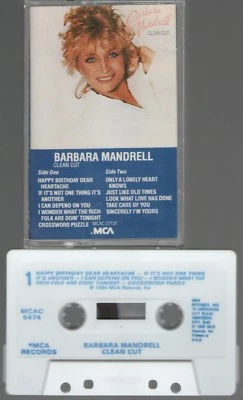 Barbara
Mandrell
CLEAN CUT
BARBARA MANDRELL
CLEAN CUT
Side One
HAPPY BIRTHDAY DEAR
HEARTACHE
IF IT'S NOT ONE THING IT'S
ANOTHER
I CAN DEPEND ON YOU
I WONDER WHAT THE RICH
FOLK ARE DOIN' TONIGHT
CROSSWORD PUZZLE
Side Two
ONLY A LONELY HEART
KNOWS
JUST LIKE OLD TIMES
LOOK WHAT LOVE HAS DONE
TAKE CARE OF YOU
SINCERELY I'M YOURS
MCA
1
HAPPY BIRTHDAY DEAR HEARTACHE — IF IT'S NOT ONE THING
IT'S ANOTHER — I CAN DEPEND ON YOU — I WONDER WHAT THE
RICH FOLK ARE DOIN' TONIGHT — CROSSWORD PUZZLE
MCAC
5474
MCA
RECORDS
BARBARA MANDRELL
CLEAN CUT